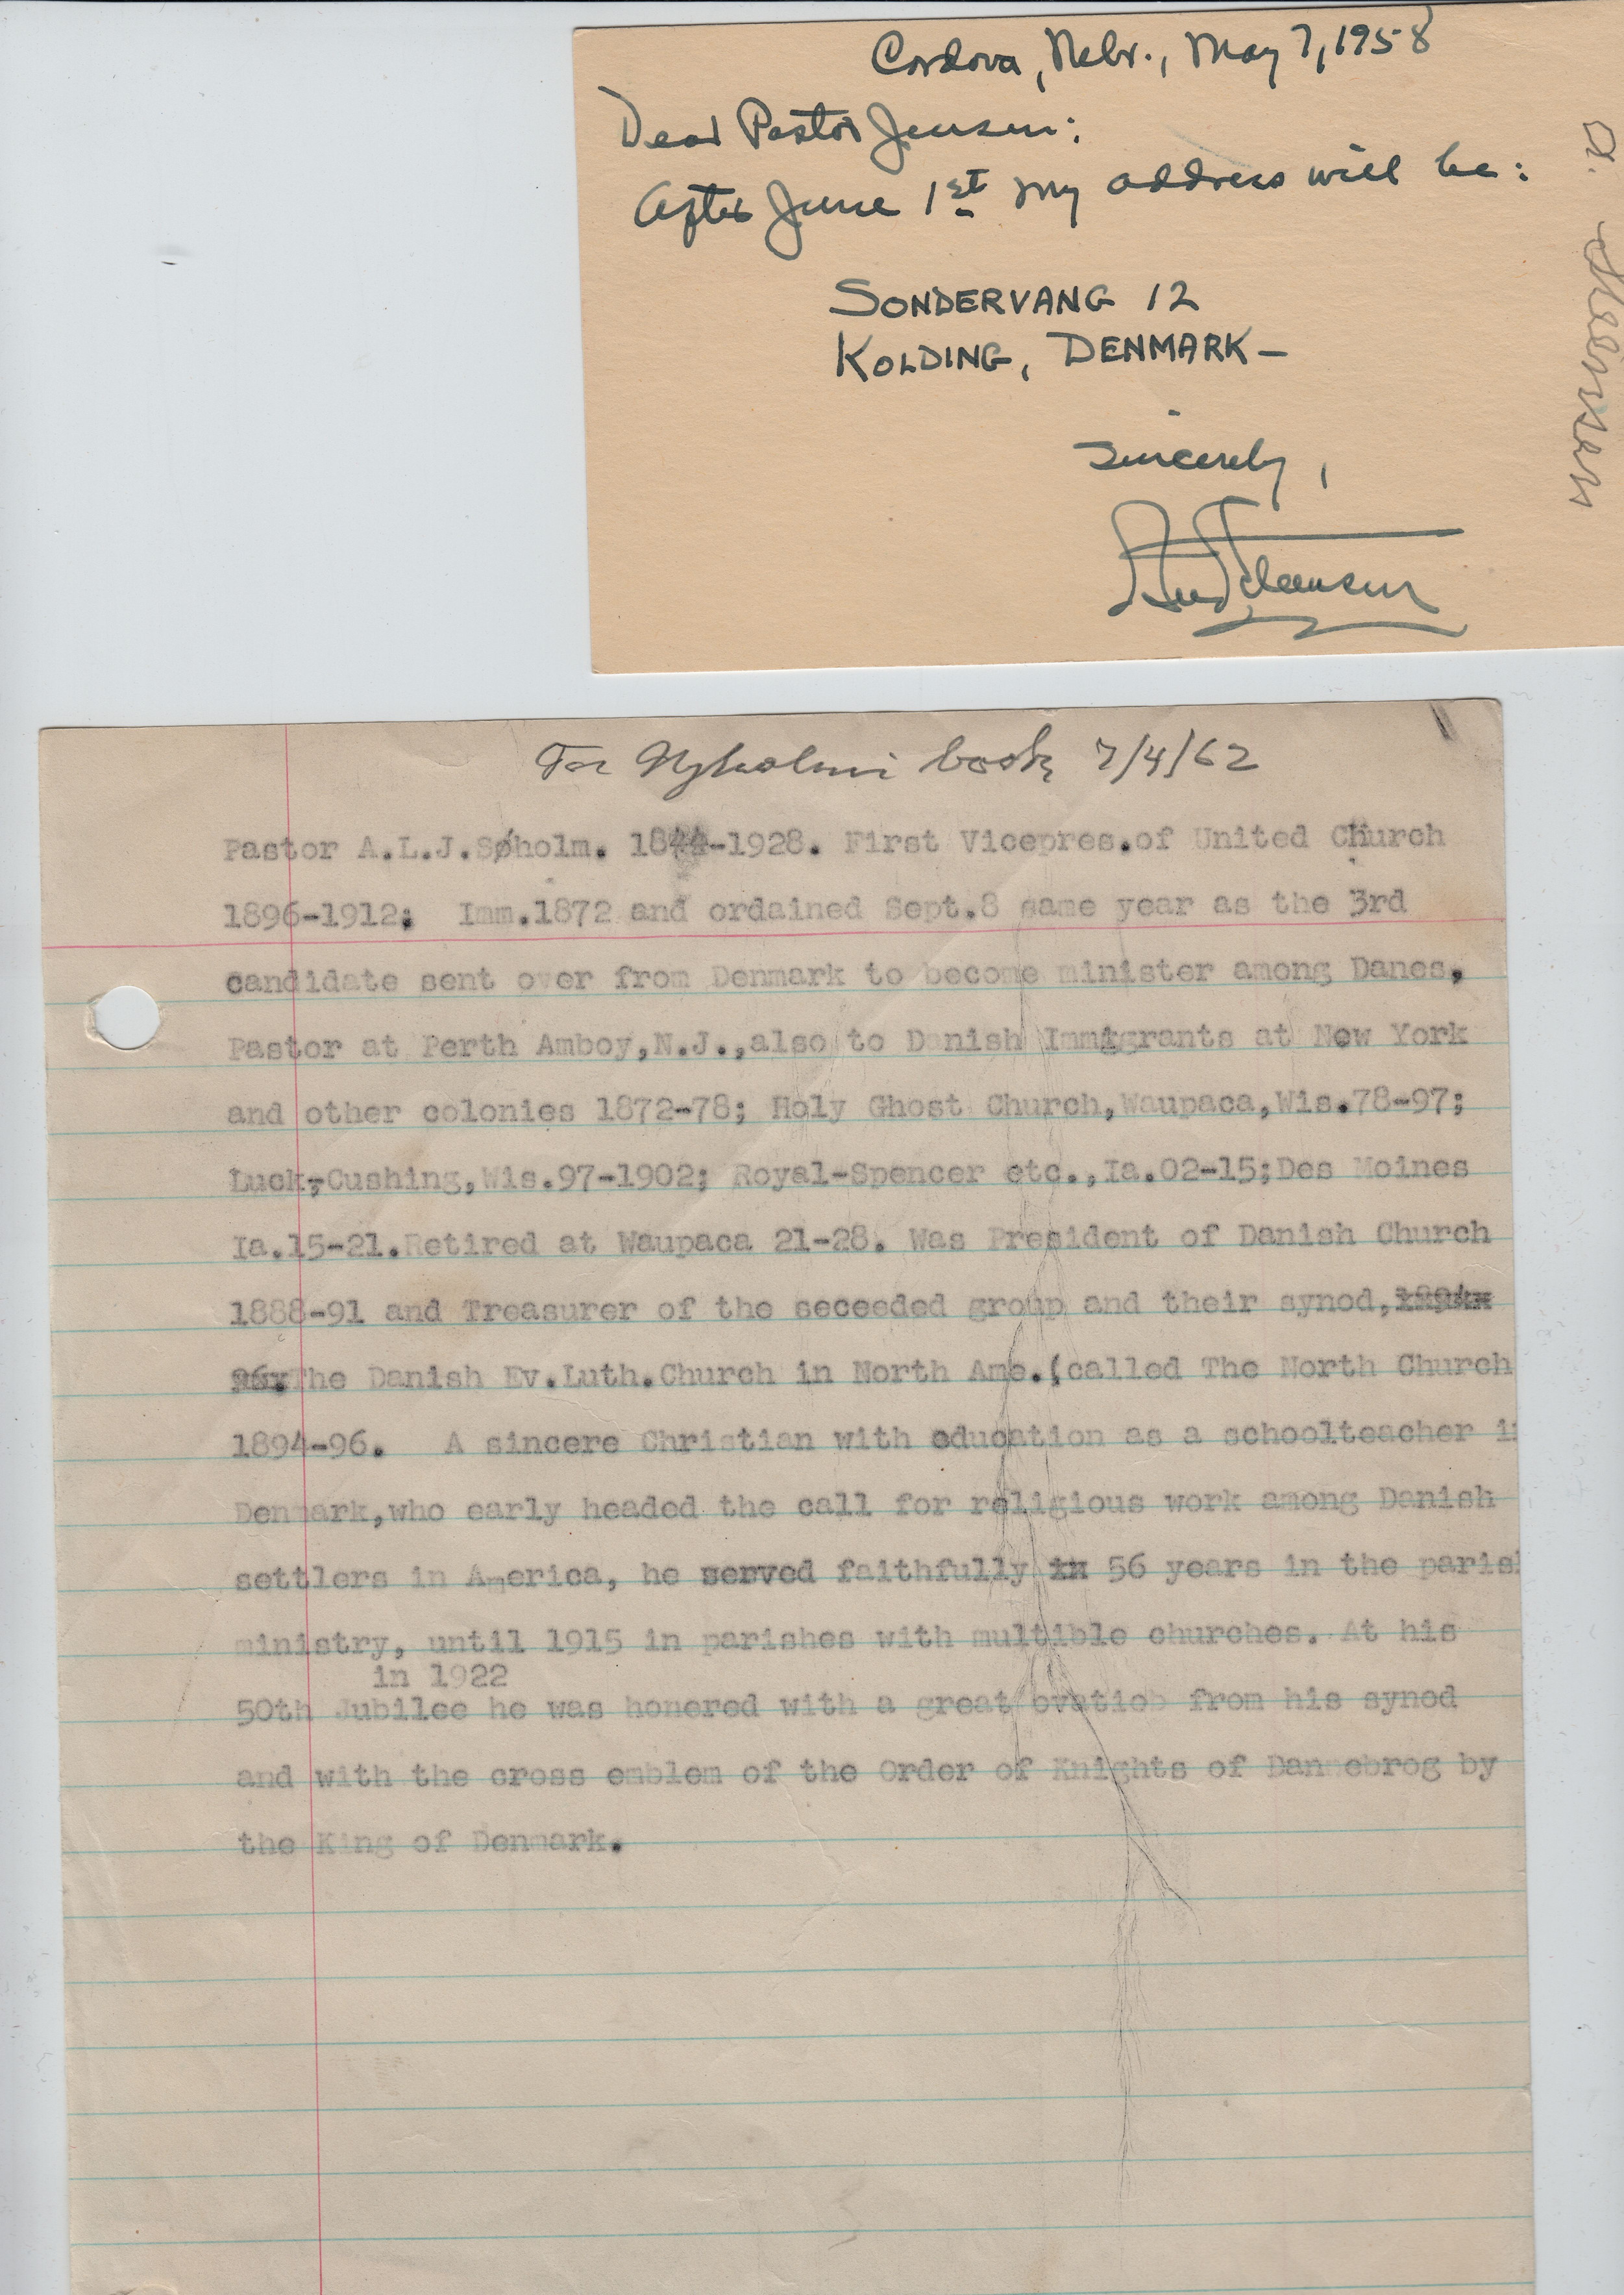 Cordova, Nebr., May 7, 1958
Dear Pastor Jensen:
After June 1st my address will be:
SONDERVANG 12
KOLDING, DENMARK—
Sincerely,
A. Steensen
For Nyholms book 7/4/62
Pastor A.L.J.Søholm. 1844-1928. First Vicepres.of United Church
1896-1912; Imm.1872 and ordained Sept.8 same year as the 3rd
candidate sent over from Denmark to become minister among Danes,
Pastor at Perth Amboy,N.J.,also to Danish Immigrants at New York
and other colonies 1872-78; Holy Ghost Church,Waupaca,Wis.78-97;
Luck,-Cushing,Wis.97-1902; Royal-Spencer etc.,Ia.02-15;Des Moines
Ia.15-21.Retired at Waupaca 21-28. Was President of Danish Church
1888-91 and Treasurer of the seceeded group and their synod,
The Danish Ev.Luth.Church in North Ame.(called The North Church
1894-96. A sincere Christian with education as a schoolteacher i
Denmark,who early headed the call for religious work among Danish
settlers in America, he served faithfully 56 years in the paris
ministry, until 1915 in parishes with multible churches. At his
in 1922
50th Jubilee he was honored with a great ovatiob from his synod
and with the cross emblem of the Order of Knights of Dannebrog by
the King of Denmark.